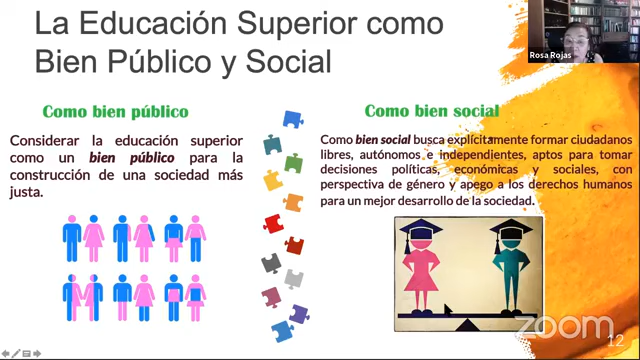 La Educación Superior como
Bien Público y Social
Rosa Rojas
Como bien público
Considerar la educación superior
como un bien público para la
construcción de una sociedad más
justa.
Como bien social
Como bien social busca explícitamente formar ciudadanos
libres, autónomos e independientes, aptos para tomar
decisiones políticas, económicas y sociales, con
perspectiva de género y apego a los derechos humanos
para un mejor desarrollo de la sociedad.
zoom
12